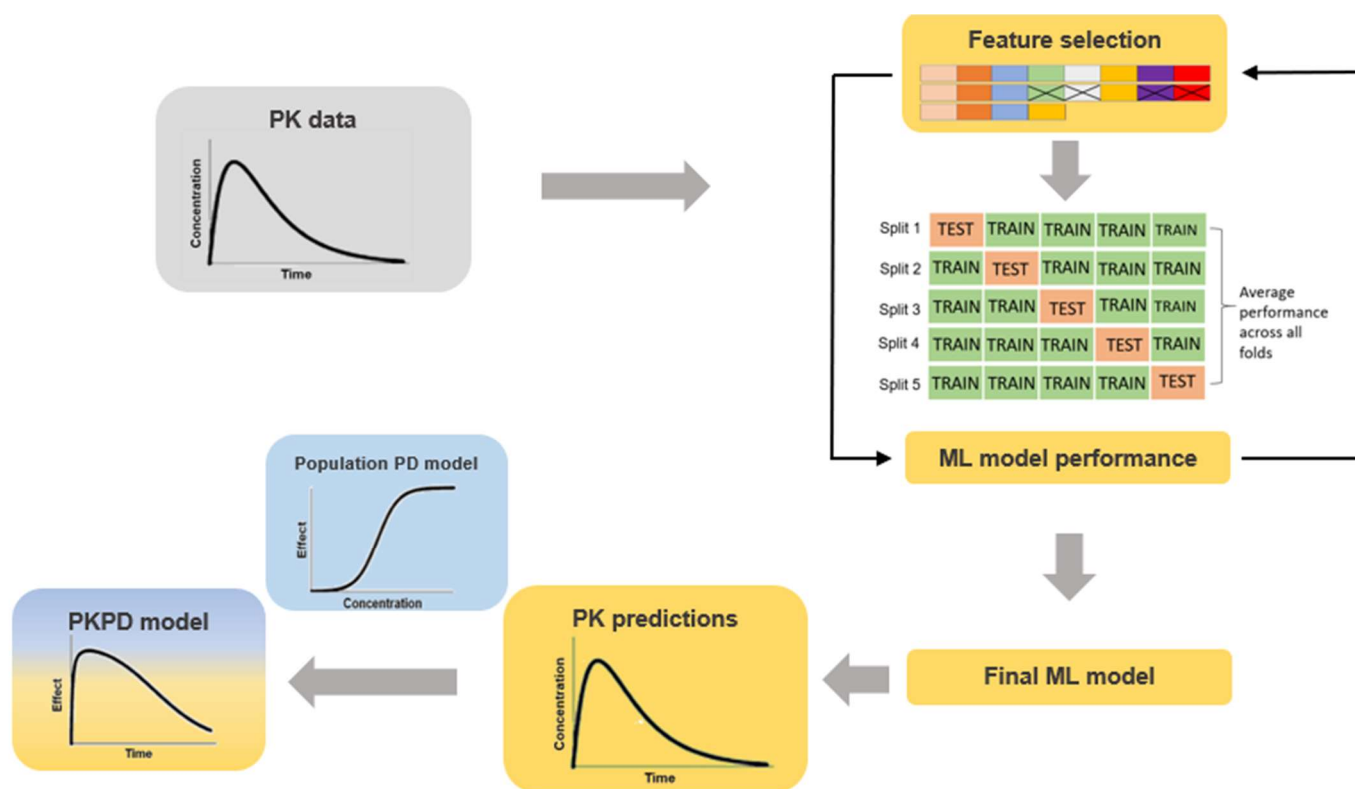 PK data
Concentration
Time
Feature selection
Split 1 TEST TRAIN TRAIN TRAIN TRAIN
Split 2 TRAIN TEST TRAIN TRAIN TRAIN
Split 3 TRAIN TRAIN TEST TRAIN TRAIN
Split 4 TRAIN TRAIN TRAIN TEST TRAIN
Split 5 TRAIN TRAIN TRAIN TRAIN TEST
Average
performance
across all
folds
ML model performance
Final ML model
PK predictions
Concentration
Time
Population PD model
Effect
Concentration
PKPD model
Effect
Time